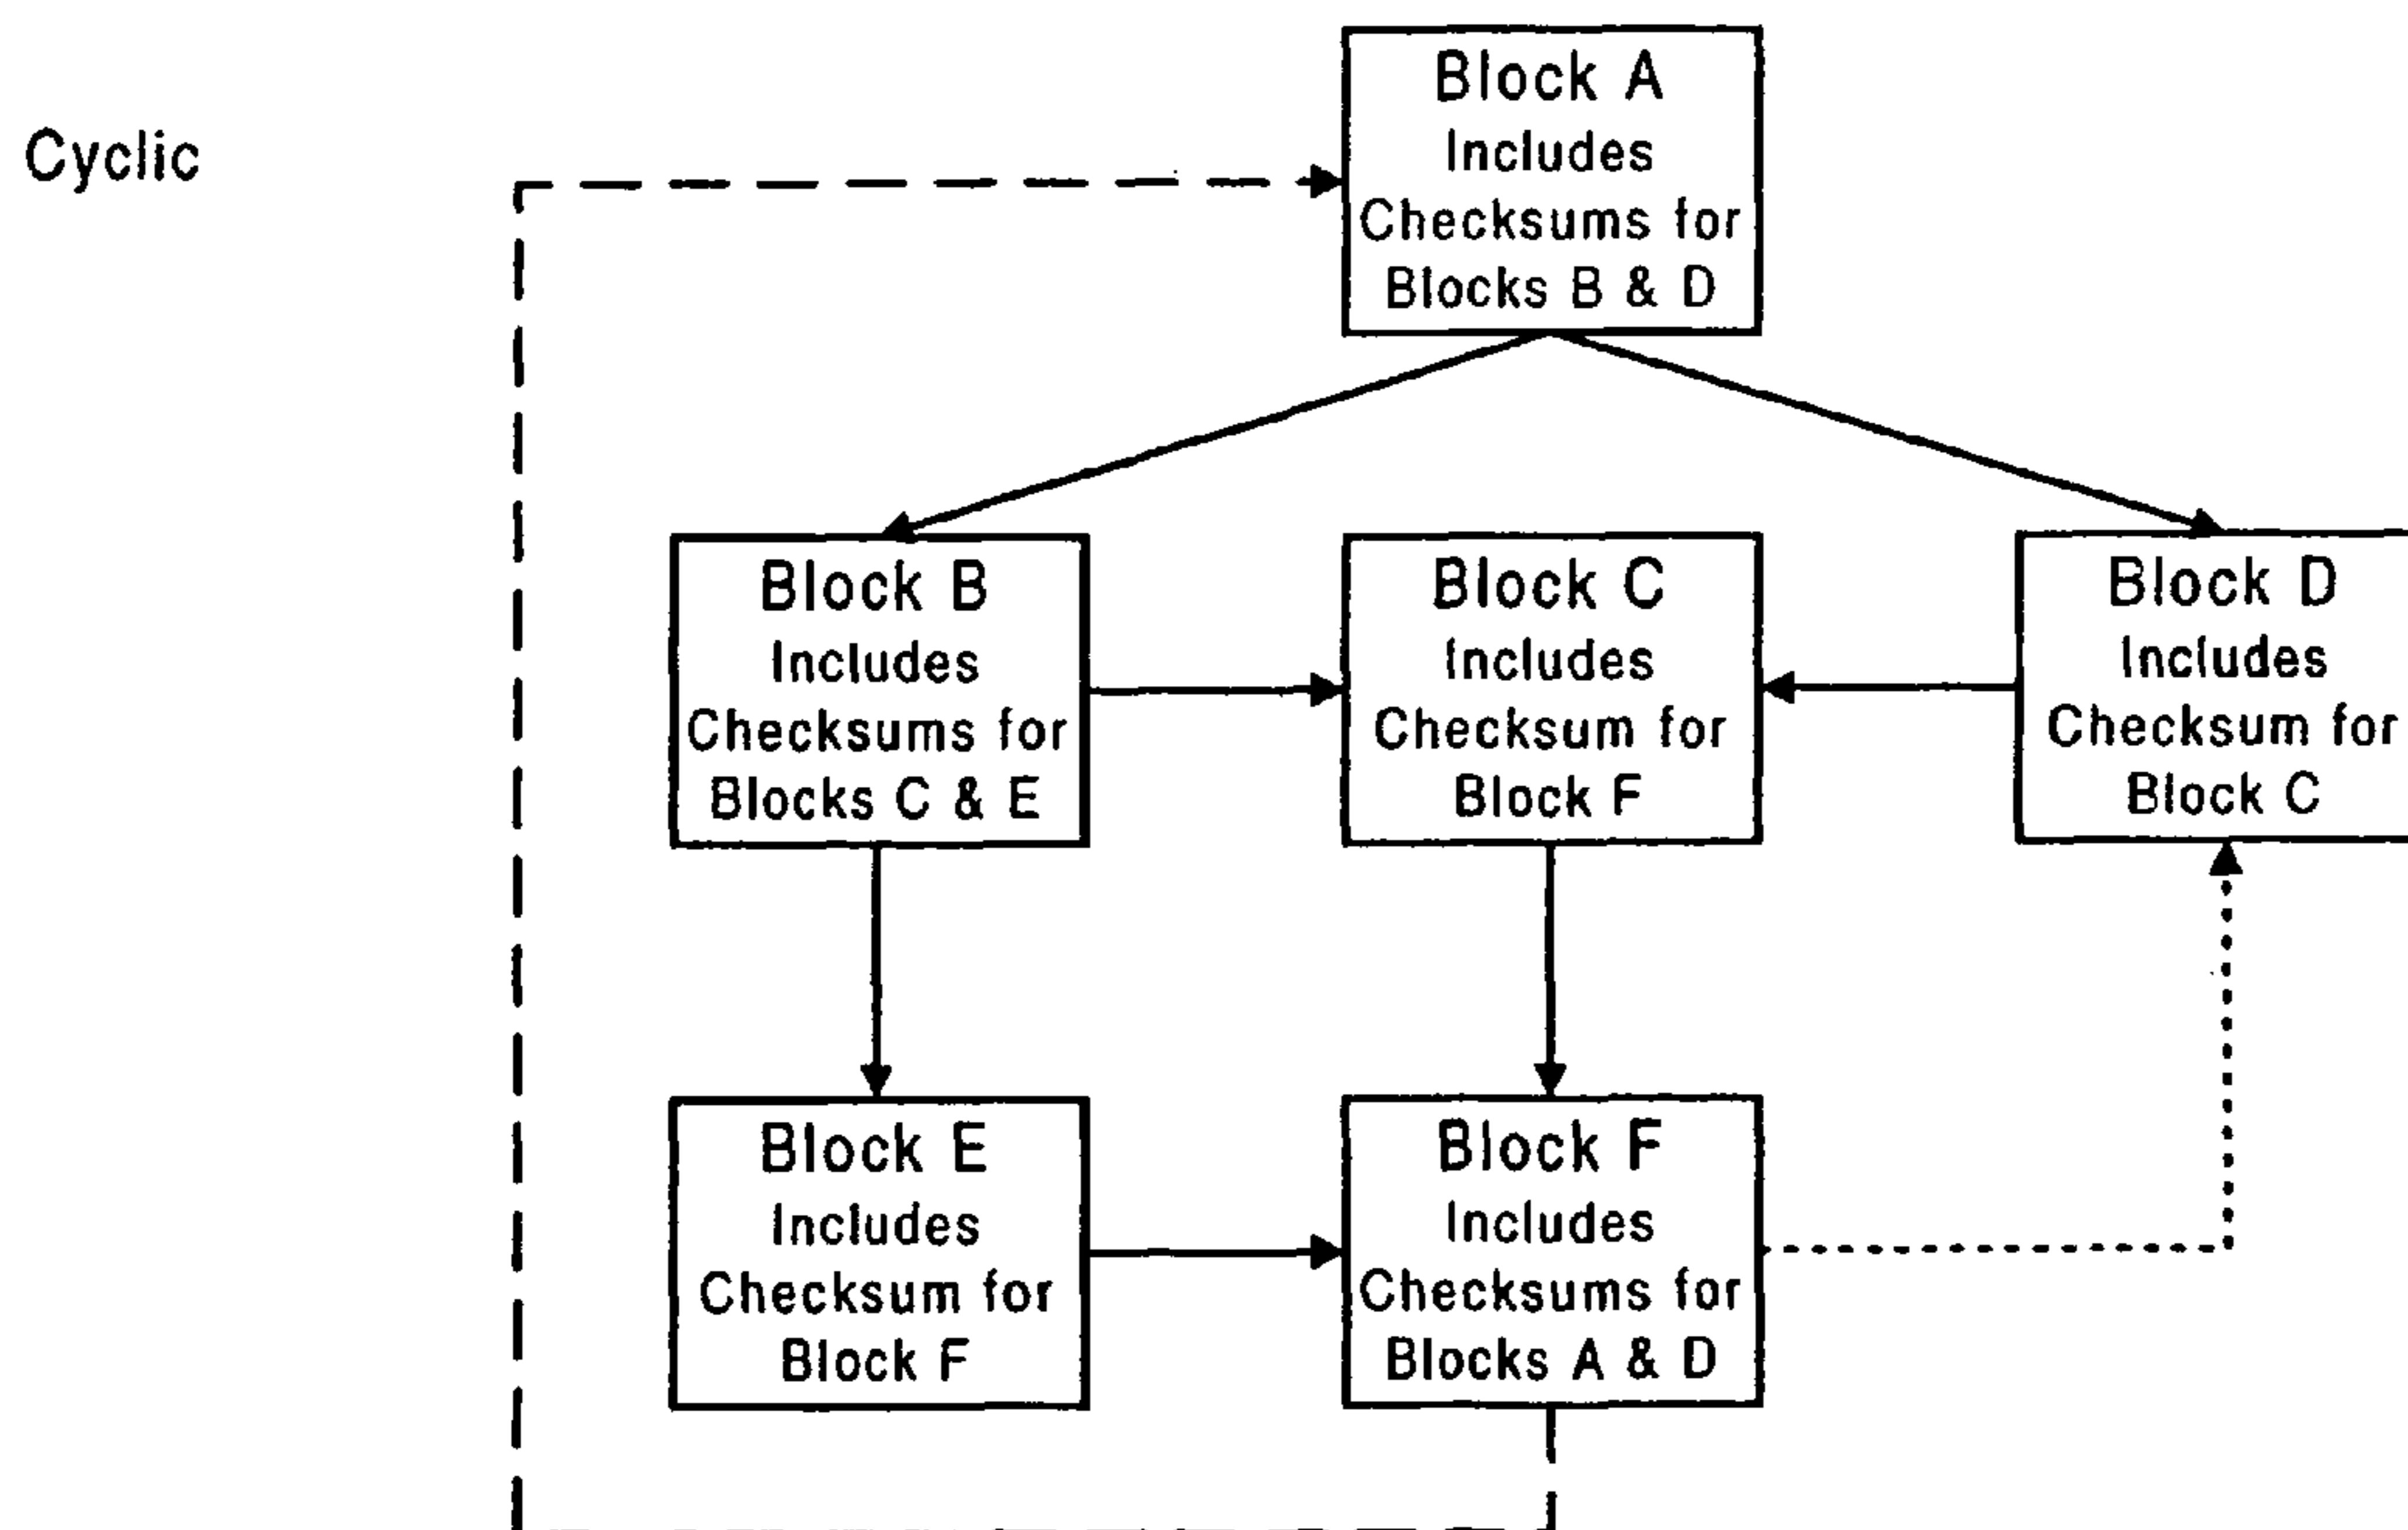 Cyclic
Block A
Includes
Checksums for
Blocks B & D
Block B
Includes
Checksums for
Blocks C & E
Block C
Includes
Checksum for
Block F
Block D
Includes
Checksum for
Block C
Block E
Includes
Checksum for
Block F
Block F
Includes
Checksums for
Blocks A & D